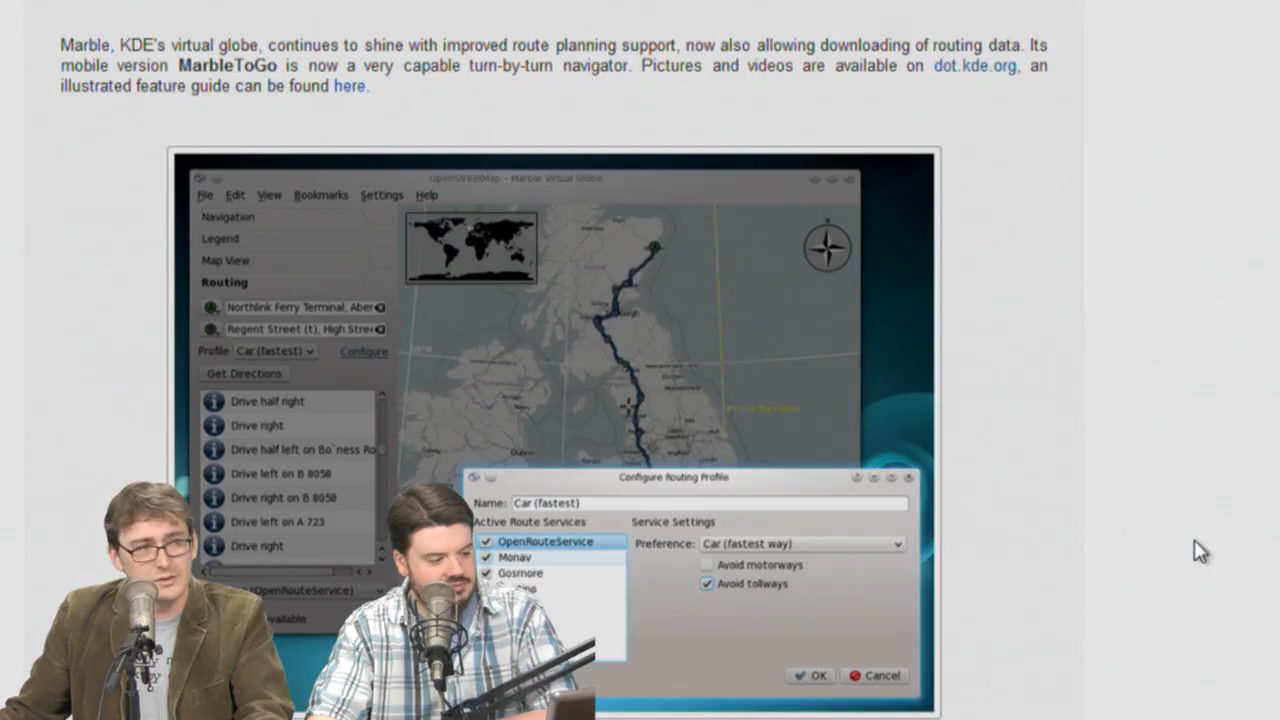 Marble, KDE's virtual globe, continues to shine with improved route planning support, now also allowing downloading of routing data. Its
mobile version MarbleToGo is now a very capable turn-by-turn navigator. Pictures and videos are available on dot.kde.org, an
illustrated feature guide can be found here.
OpenStreetMap - Marble Virtual Globe
File Edit View Bookmarks Settings Help
Navigation
Legend
Map View
Routing
Northlink Ferry Terminal, Aber
Regent Street (t), High Stree
Profile Car (fastest) Configure
Get Directions
Drive half right
Drive right
Drive half left on Bo`ness Ro
Drive left on B 8058
Drive right on B 8058
Drive left on A 723
Drive right
(OpenRouteService)
N
Dublin
Configure Routing Profile
Name: Car (fastest)
Active Route Services
OpenRouteService
Monav
Gosmore
Service Settings
Preference: Car (fastest way)
Avoid motorways
Avoid tollways
OK Cancel